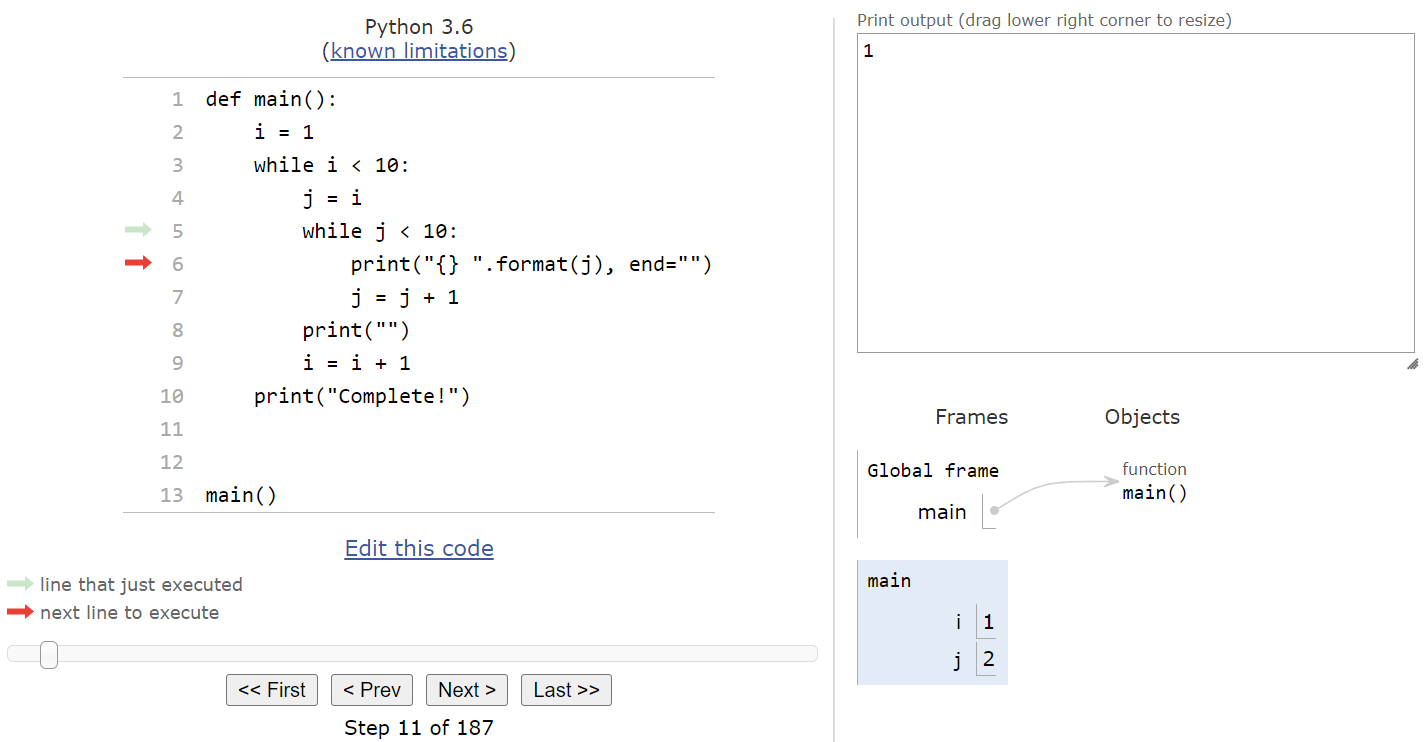 Python 3.6
(known limitations)
1 def main():
2     i = 1
3     while i < 10:
4         j = i
5         while j < 10:
6             print("{} ".format(j), end="")
7             j = j + 1
8         print("")
9         i = i + 1
10     print("Complete!")
11
12
13 main()
Edit this code
line that just executed
next line to execute
<< First
< Prev
Next >
Last >>
Step 11 of 187
Print output (drag lower right corner to resize)
1
Frames
Objects
Global frame
main
function
main()
main
i 1
j 2